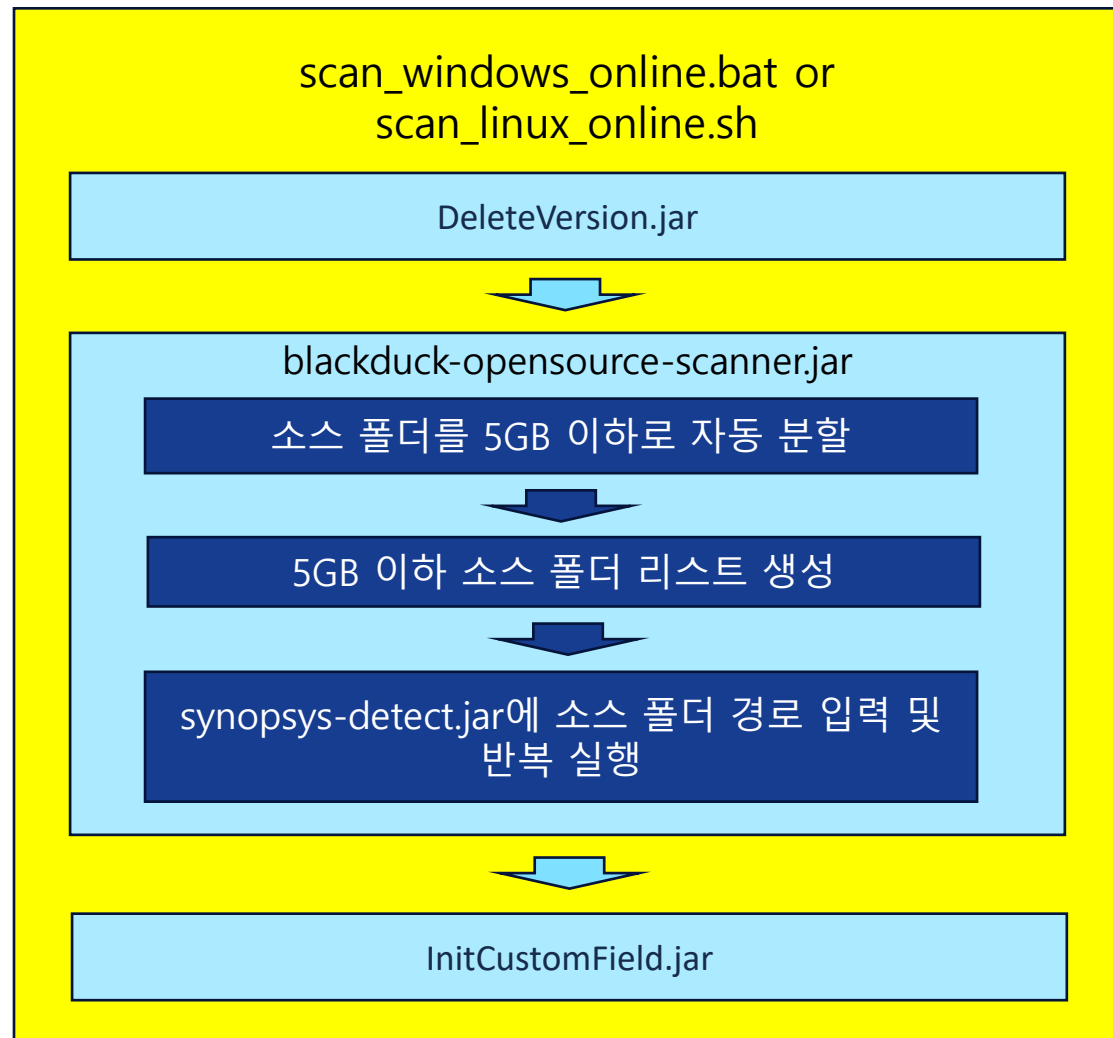 scan_windows_online.bat or
scan_linux_online.sh
DeleteVersion.jar
blackduck-opensource-scanner.jar
소스 폴더를 5GB 이하로 자동 분할
5GB 이하 소스 폴더 리스트 생성
synopsys-detect.jar에 소스 폴더 경로 입력 및
반복 실행
InitCustomField.jar